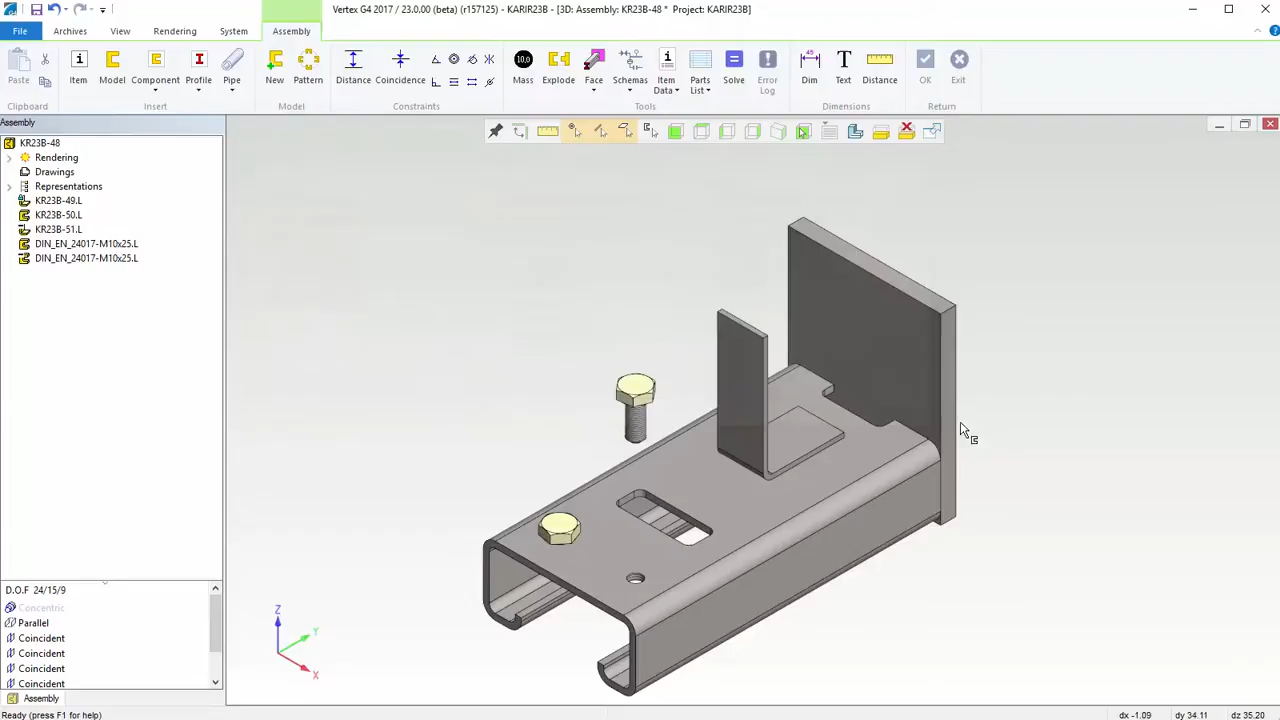 Vertex G4 2017 / 23.0.00 (beta) (r157125) - KARIR23B - [3D: Assembly: KR23B-48 * Project: KARIR23B]
File Archives View Rendering System Assembly
Paste Item Model Component Profile Pipe New Pattern Distance Coincidence 10,0 Mass Explode Face Schemas Item Data Parts List Solve Error Log 45 Dim Text Distance OK Exit
Clipboard Insert Model Constraints Tools Dimensions Return
Assembly
KR23B-48
Rendering
Drawings
Representations
KR23B-49.L
KR23B-50.L
KR23B-51.L
DIN_EN_24017-M10x25.L
DIN_EN_24017-M10x25.L
D.O.F 24/15/9
Concentric
Parallel
Coincident
Coincident
Coincident
Coincident
Assembly
Z
Y
X
Ready (press F1 for help)
dx -1.09 dy 34.11 dz 35.20